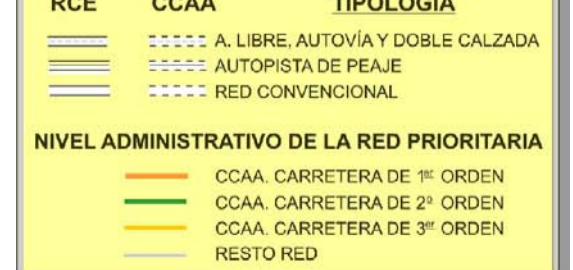 RCE CCAA TIPOLOGÍA
A. LIBRE, AUTOVÍA Y DOBLE CALZADA
AUTOPISTA DE PEAJE
RED CONVENCIONAL
NIVEL ADMINISTRATIVO DE LA RED PRIORITARIA
CCAA. CARRETERA DE 1er ORDEN
CCAA. CARRETERA DE 2º ORDEN
CCAA. CARRETERA DE 3er ORDEN
RESTO RED